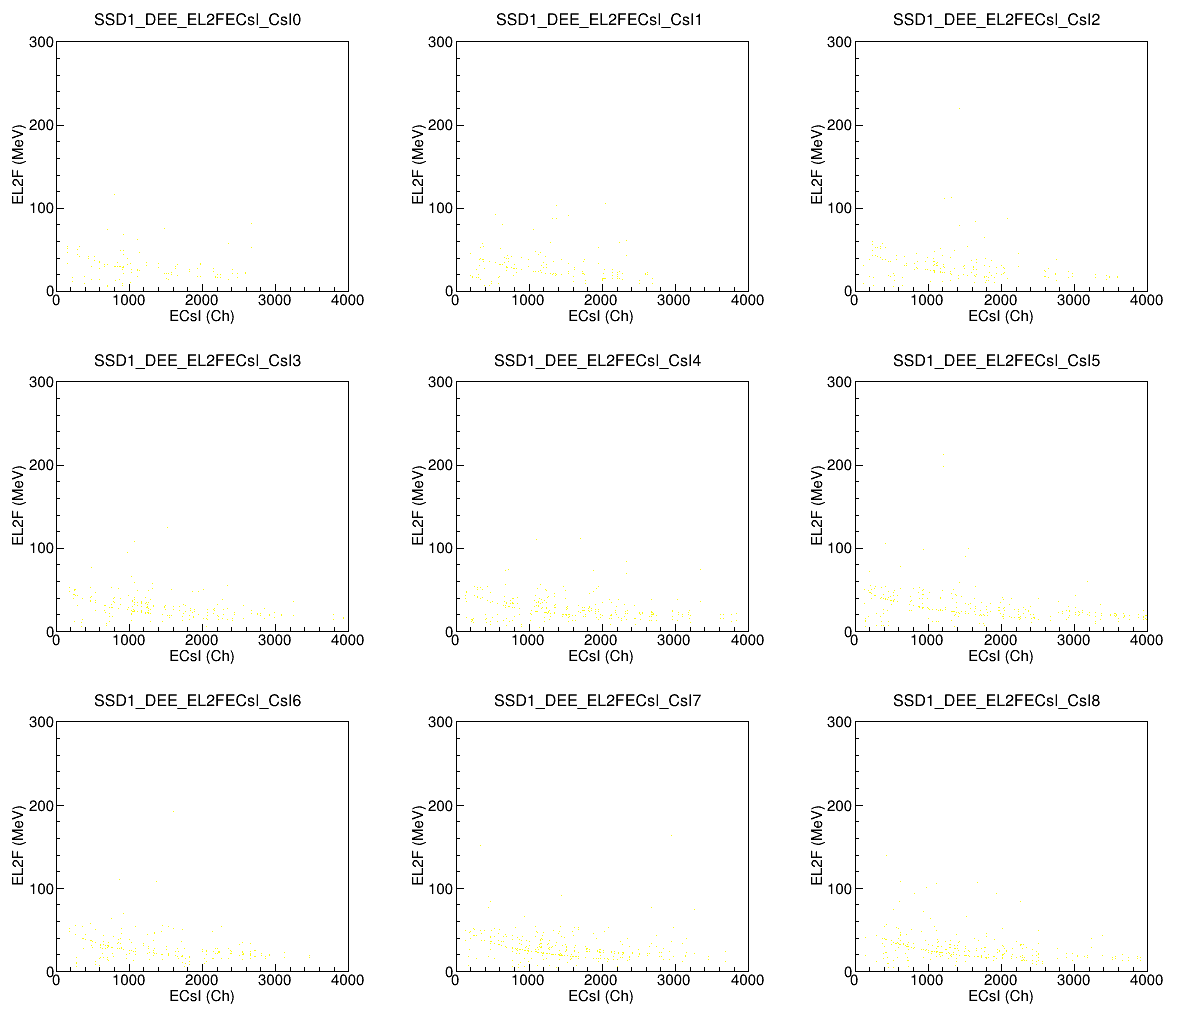 SSD1_DEE_EL2FECsI_CsI0
300
200
100
0
EL2F (MeV)
0 1000 2000 3000 4000
ECsI (Ch)
SSD1_DEE_EL2FECsI_CsI1
300
200
100
0
EL2F (MeV)
0 1000 2000 3000 4000
ECsI (Ch)
SSD1_DEE_EL2FECsI_CsI2
300
200
100
0
EL2F (MeV)
0 1000 2000 3000 4000
ECsI (Ch)
SSD1_DEE_EL2FECsI_CsI3
300
200
100
0
EL2F (MeV)
0 1000 2000 3000 4000
ECsI (Ch)
SSD1_DEE_EL2FECsI_CsI4
300
200
100
0
EL2F (MeV)
0 1000 2000 3000 4000
ECsI (Ch)
SSD1_DEE_EL2FECsI_CsI5
300
200
100
0
EL2F (MeV)
0 1000 2000 3000 4000
ECsI (Ch)
SSD1_DEE_EL2FECsI_CsI6
300
200
100
0
EL2F (MeV)
0 1000 2000 3000 4000
ECsI (Ch)
SSD1_DEE_EL2FECsI_CsI7
300
200
100
0
EL2F (MeV)
0 1000 2000 3000 4000
ECsI (Ch)
SSD1_DEE_EL2FECsI_CsI8
300
200
100
0
EL2F (MeV)
0 1000 2000 3000 4000
ECsI (Ch)